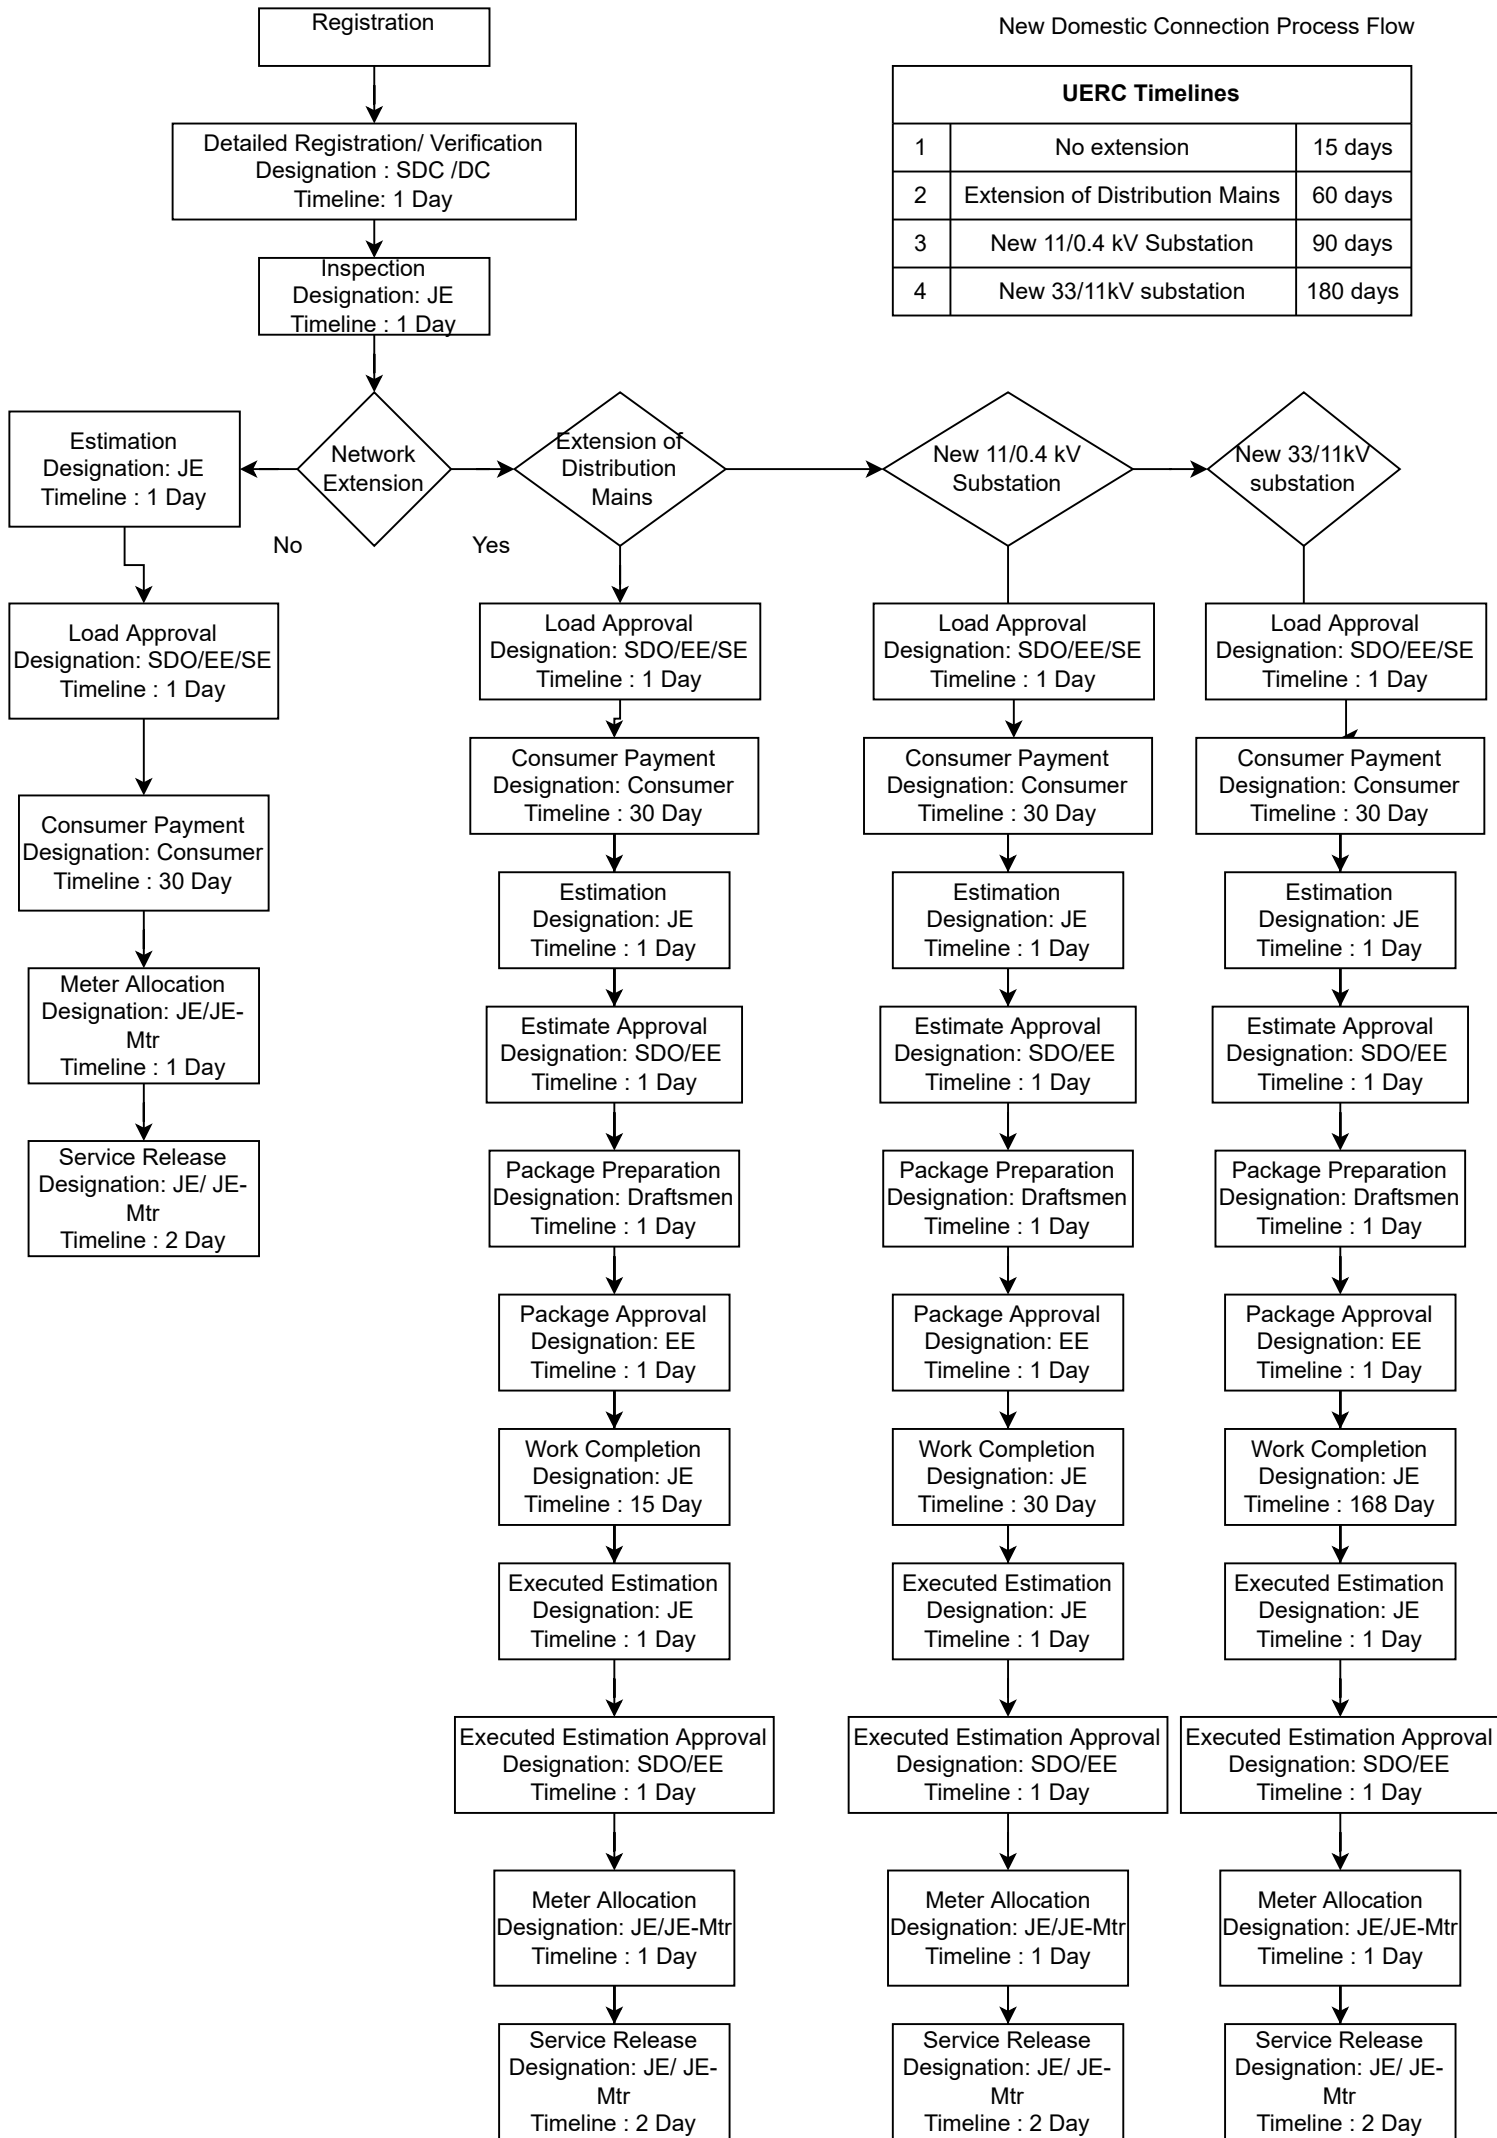 Registration
New Domestic Connection Process Flow
UERC Timelines
1 No extension 15 days
2 Extension of Distribution Mains 60 days
3 New 11/0.4 kV Substation 90 days
4 New 33/11kV substation 180 days
Detailed Registration/ Verification
Designation : SDC /DC
Timeline: 1 Day
Inspection
Designation: JE
Timeline : 1 Day
Network
Extension
No
Yes
Estimation
Designation: JE
Timeline : 1 Day
Load Approval
Designation: SDO/EE/SE
Timeline : 1 Day
Consumer Payment
Designation: Consumer
Timeline : 30 Day
Meter Allocation
Designation: JE/JE-
Mtr
Timeline : 1 Day
Service Release
Designation: JE/ JE-
Mtr
Timeline : 2 Day
Extension of
Distribution
Mains
Load Approval
Designation: SDO/EE/SE
Timeline : 1 Day
Consumer Payment
Designation: Consumer
Timeline : 30 Day
Estimation
Designation: JE
Timeline : 1 Day
Estimate Approval
Designation: SDO/EE
Timeline : 1 Day
Package Preparation
Designation: Draftsmen
Timeline : 1 Day
Package Approval
Designation: EE
Timeline : 1 Day
Work Completion
Designation: JE
Timeline : 15 Day
Executed Estimation
Designation: JE
Timeline : 1 Day
Executed Estimation Approval
Designation: SDO/EE
Timeline : 1 Day
Meter Allocation
Designation: JE/JE-Mtr
Timeline : 1 Day
Service Release
Designation: JE/ JE-
Mtr
Timeline : 2 Day
New 11/0.4 kV
Substation
Load Approval
Designation: SDO/EE/SE
Timeline : 1 Day
Consumer Payment
Designation: Consumer
Timeline : 30 Day
Estimation
Designation: JE
Timeline : 1 Day
Estimate Approval
Designation: SDO/EE
Timeline : 1 Day
Package Preparation
Designation: Draftsmen
Timeline : 1 Day
Package Approval
Designation: EE
Timeline : 1 Day
Work Completion
Designation: JE
Timeline : 30 Day
Executed Estimation
Designation: JE
Timeline : 1 Day
Executed Estimation Approval
Designation: SDO/EE
Timeline : 1 Day
Meter Allocation
Designation: JE/JE-Mtr
Timeline : 1 Day
Service Release
Designation: JE/ JE-
Mtr
Timeline : 2 Day
New 33/11kV
substation
Load Approval
Designation: SDO/EE/SE
Timeline : 1 Day
Consumer Payment
Designation: Consumer
Timeline : 30 Day
Estimation
Designation: JE
Timeline : 1 Day
Estimate Approval
Designation: SDO/EE
Timeline : 1 Day
Package Preparation
Designation: Draftsmen
Timeline : 1 Day
Package Approval
Designation: EE
Timeline : 1 Day
Work Completion
Designation: JE
Timeline : 168 Day
Executed Estimation
Designation: JE
Timeline : 1 Day
Executed Estimation Approval
Designation: SDO/EE
Timeline : 1 Day
Meter Allocation
Designation: JE/JE-Mtr
Timeline : 1 Day
Service Release
Designation: JE/ JE-
Mtr
Timeline : 2 Day